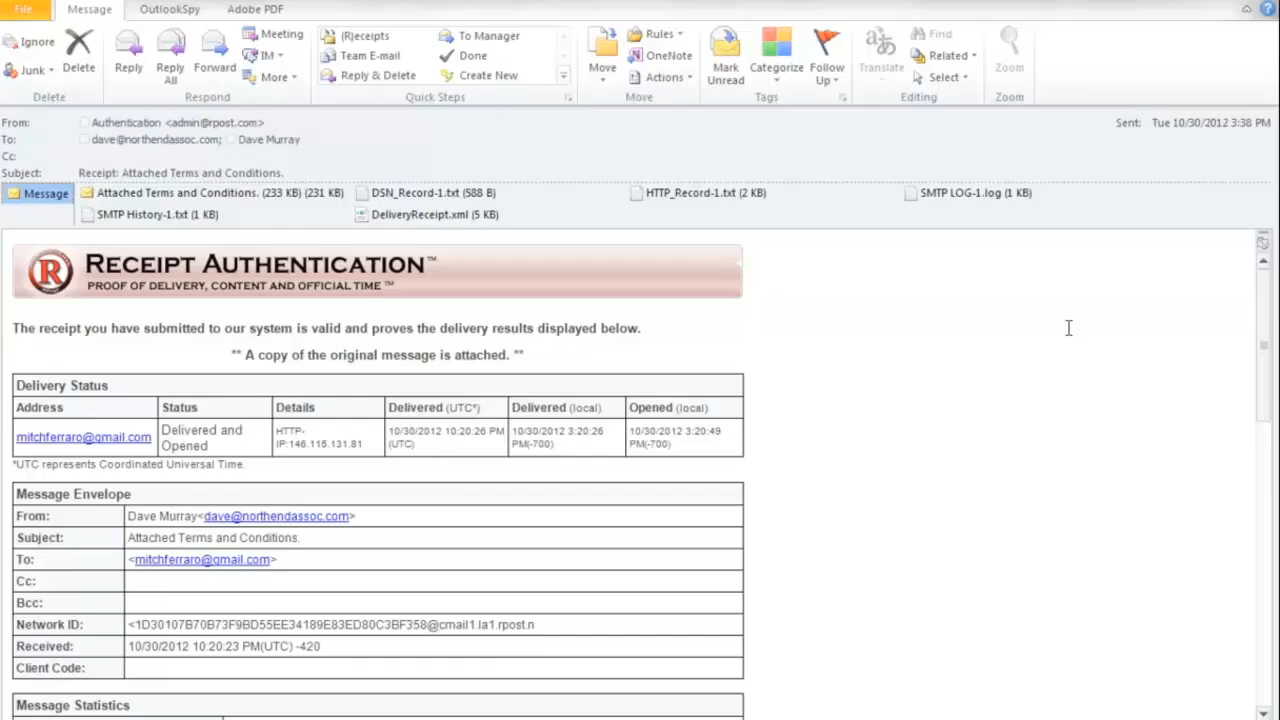 File Message OutlookSpy Adobe PDF
Ignore
Junk
Delete
Delete
Reply
Reply All
Forward
Meeting
IM
More
Respond
(R)eceipts
Team E-mail
Reply & Delete
To Manager
Done
Create New
Quick Steps
Move
Rules
OneNote
Actions
Move
Mark Unread
Categorize
Follow Up
Tags
Translate
Find
Related
Select
Editing
Zoom
Zoom
From: Authentication <admin@rpost.com> Sent: Tue 10/30/2012 3:38 PM
To: dave@northendassoc.com; Dave Murray
Cc:
Subject: Receipt: Attached Terms and Conditions.
Message Attached Terms and Conditions. (233 KB) (231 KB) DSN_Record-1.txt (588 B) HTTP_Record-1.txt (2 KB) SMTP LOG-1.log (1 KB)
SMTP History-1.txt (1 KB) DeliveryReceipt.xml (5 KB)
R RECEIPT AUTHENTICATION™
PROOF OF DELIVERY, CONTENT AND OFFICIAL TIME ™
The receipt you have submitted to our system is valid and proves the delivery results displayed below.
** A copy of the original message is attached. **
Delivery Status
Address Status Details Delivered (UTC*) Delivered (local) Opened (local)
mitchferraro@gmail.com Delivered and Opened HTTP-IP:146.115.131.81 10/30/2012 10:20:26 PM (UTC) 10/30/2012 3:20:26 PM(-700) 10/30/2012 3:20:49 PM(-700)
*UTC represents Coordinated Universal Time.
Message Envelope
From: Dave Murray<dave@northendassoc.com>
Subject: Attached Terms and Conditions.
To: <mitchferraro@gmail.com>
Cc:
Bcc:
Network ID: <1D30107B70B73F9BD55EE34189E83ED80C3BF358@cmail1.la1.rpost.n
Received: 10/30/2012 10:20:23 PM(UTC) -420
Client Code:
Message Statistics